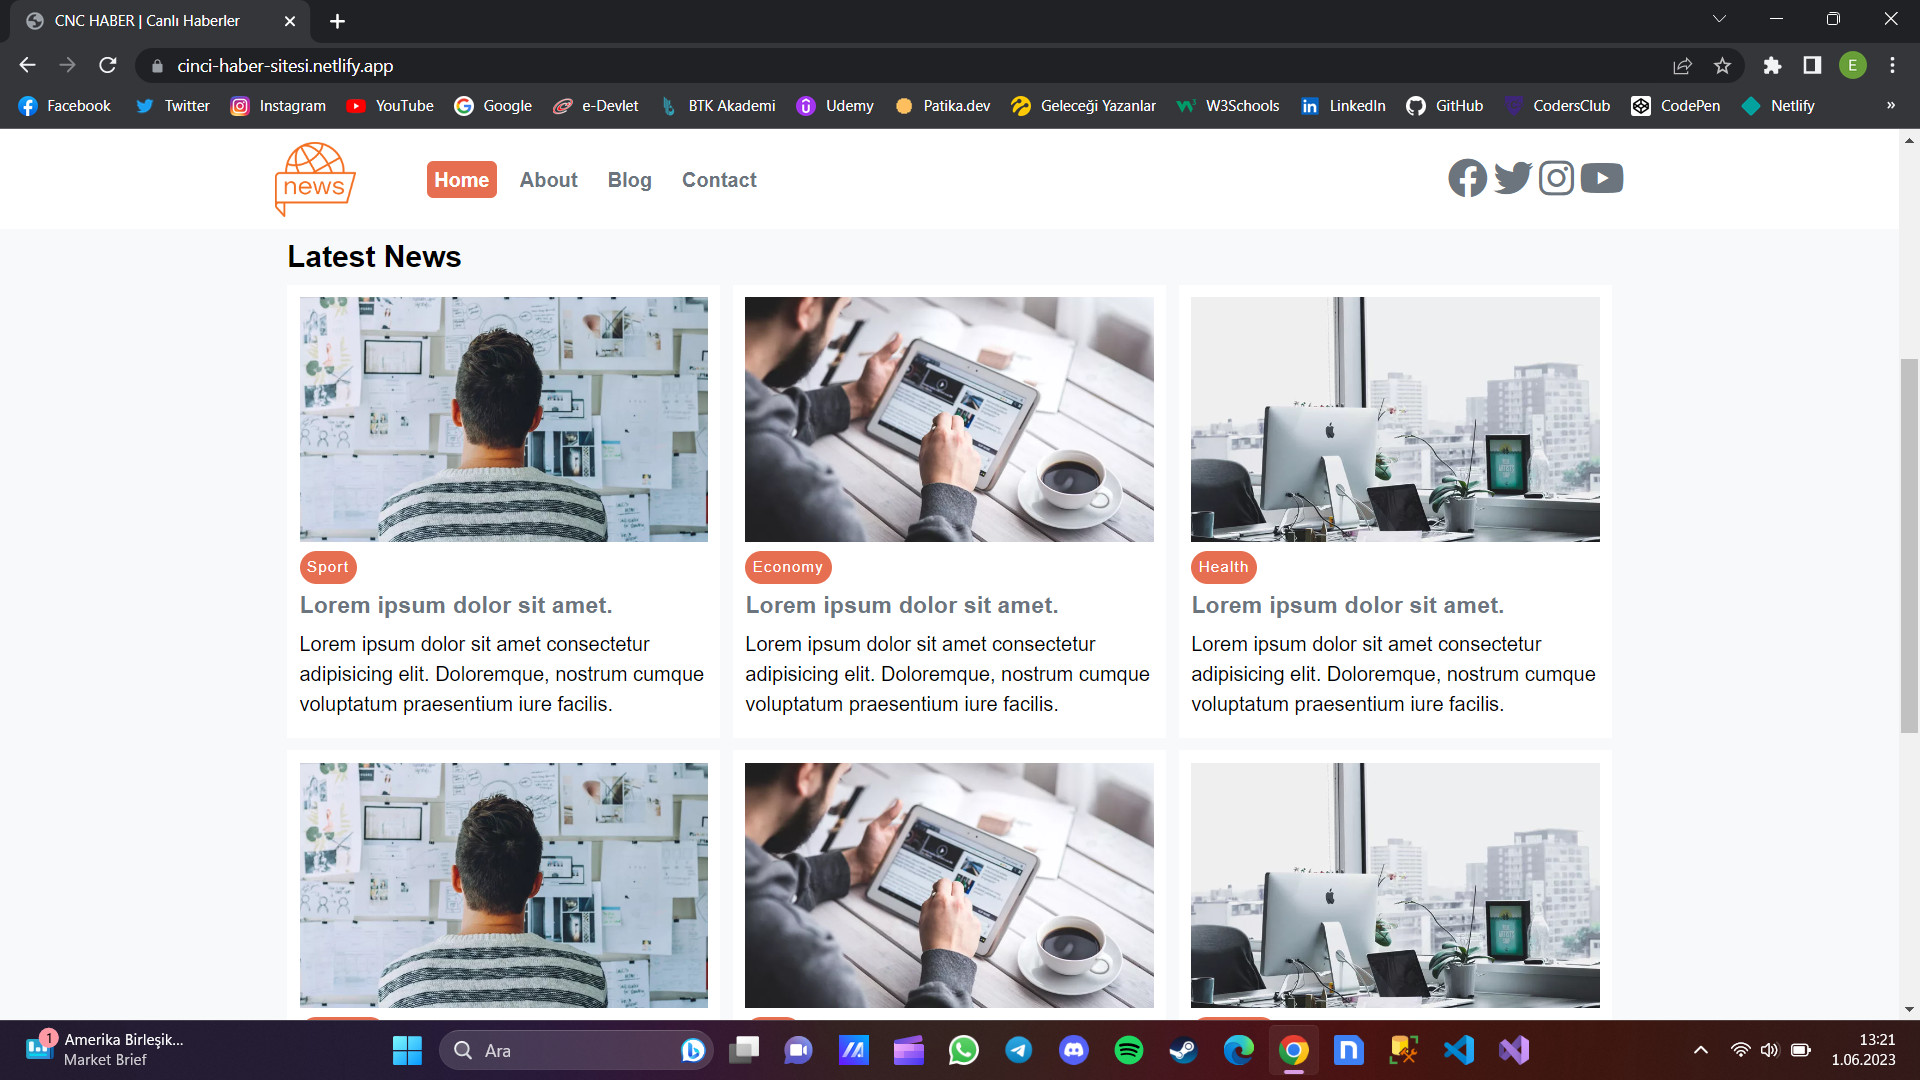 CNC HABER | Canlı Haberler
cinci-haber-sitesi.netlify.app
E
Facebook Twitter Instagram YouTube Google e-Devlet BTK Akademi Udemy Patika.dev Geleceği Yazanlar W3Schools LinkedIn GitHub CodersClub CodePen Netlify »
news
Home About Blog Contact
Latest News
Sport
Lorem ipsum dolor sit amet.
Lorem ipsum dolor sit amet consectetur
adipisicing elit. Doloremque, nostrum cumque
voluptatum praesentium iure facilis.
Economy
Lorem ipsum dolor sit amet.
Lorem ipsum dolor sit amet consectetur
adipisicing elit. Doloremque, nostrum cumque
voluptatum praesentium iure facilis.
Health
Lorem ipsum dolor sit amet.
Lorem ipsum dolor sit amet consectetur
adipisicing elit. Doloremque, nostrum cumque
voluptatum praesentium iure facilis.
1
Amerika Birleşik...
Market Brief
Ara
13:21
1.06.2023